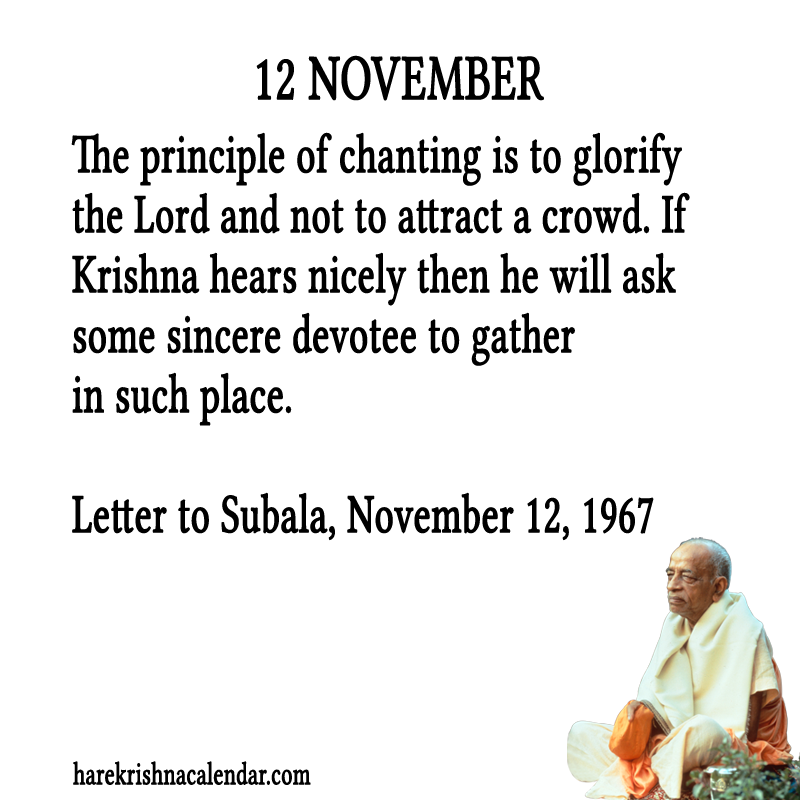 12 NOVEMBER
The principle of chanting is to glorify
the Lord and not to attract a crowd. If
Krishna hears nicely then he will ask
some sincere devotee to gather
in such place.
Letter to Subala, November 12, 1967
harekrishnacalendar.com